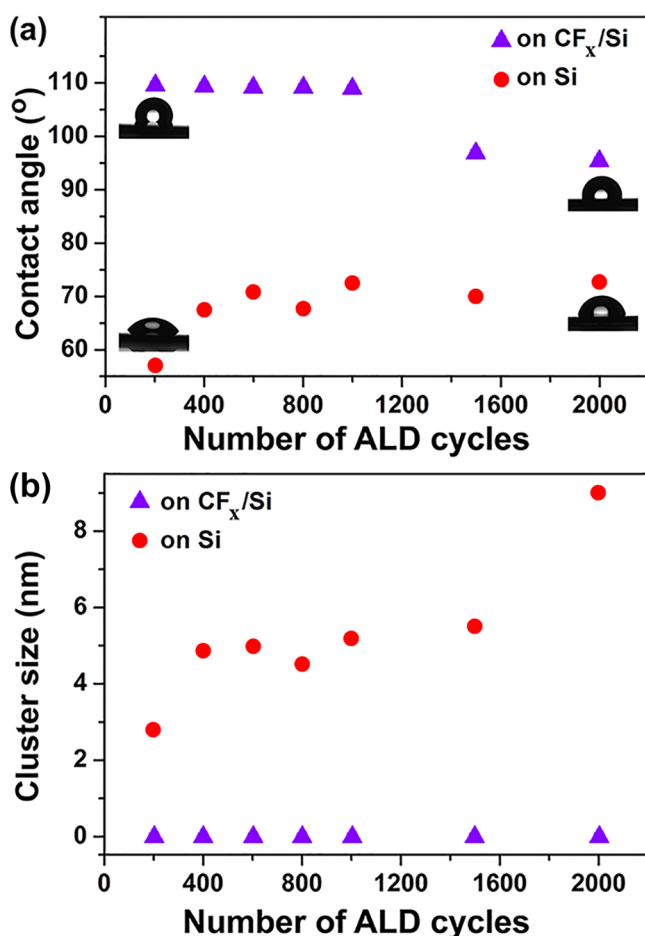 (a)
on CFx/Si
on Si
110
100
90
80
70
60
Contact angle (°)
0 400 800 1200 1600 2000
Number of ALD cycles
(b)
on CFx/Si
on Si
8
6
4
2
0
Cluster size (nm)
0 400 800 1200 1600 2000
Number of ALD cycles